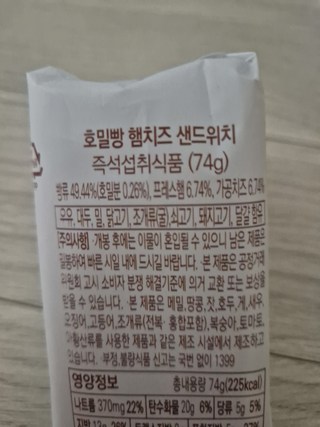 호밀빵 햄치즈 샌드위치
즉석섭취식품 (74g)
빵류 49.44%(호밀분 0.26%), 프레스햄 6.74%, 가공치즈 6.74%
우유, 대두, 밀, 닭고기, 조개류(굴) 쇠고기, 돼지고기, 달걀 함유
[주의사항] ·개봉 후에는 이물이 혼입될 수 있으니 남은 제품은
밀봉하여 빠른 시일 내에 드시길 바랍니다. ·본 제품은 공정거래
위원회 고시 소비자 분쟁 해결기준에 의거 교환 또는 보상을
받을 수 있습니다. ·본 제품은 메밀, 땅콩, 잣, 호두, 게, 새우,
오징어, 고등어, 조개류(전복·홍합포함), 복숭아, 토마토,
아황산류를 사용한 제품과 같은 제조 시설에서 제조하고
있습니다. ·부정,불량식품 신고는 국번 없이 1399
영양정보 총내용량 74g(225kcal)
나트륨 370mg 22% 탄수화물 20g 6% 당류 5g 5%
지방 13g